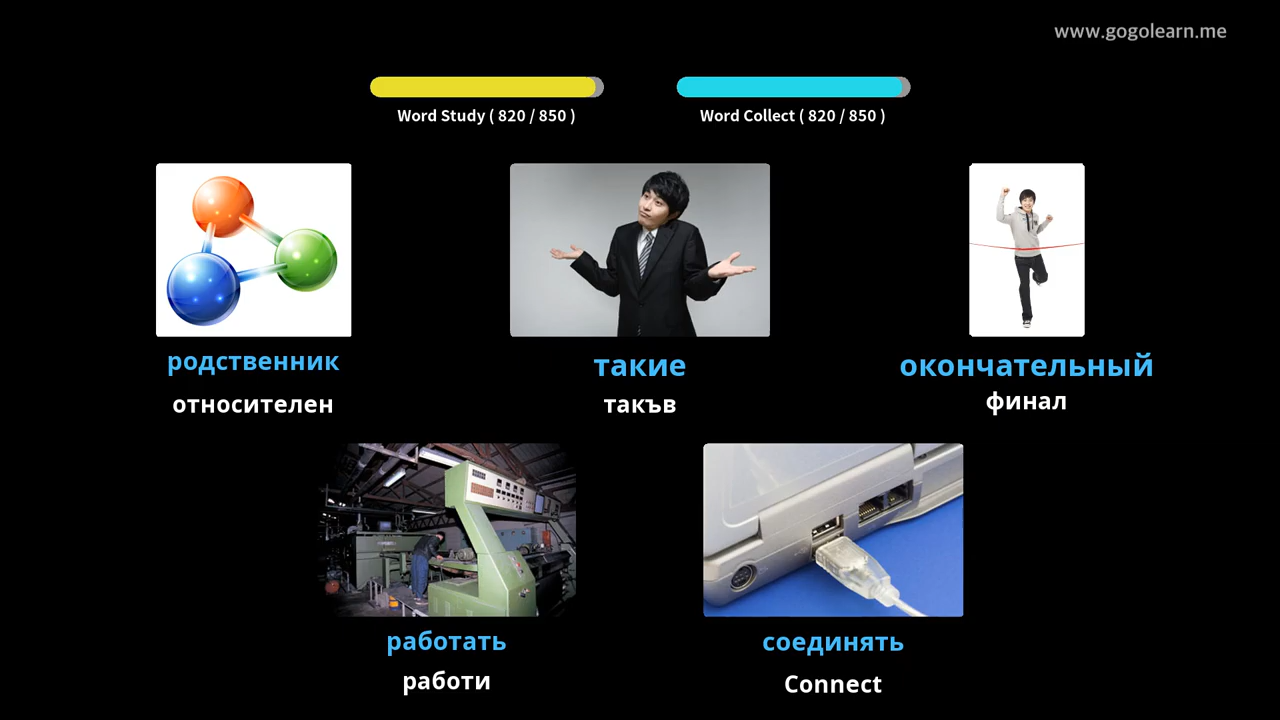 www.gogolearn.me
Word Study ( 820 / 850 )
Word Collect ( 820 / 850 )
родственник
относителен
такие
такъв
окончательный
финал
работать
работи
соединять
Connect